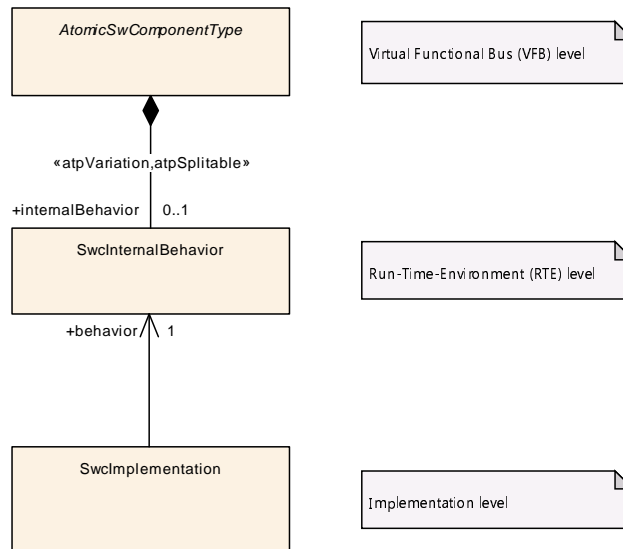 AtomicSwComponentType
Virtual Functional Bus (VFB) level
«atpVariation,atpSplitable»
+internalBehavior 0..1
SwcInternalBehavior
Run-Time-Environment (RTE) level
+behavior 1
SwcImplementation
Implementation level